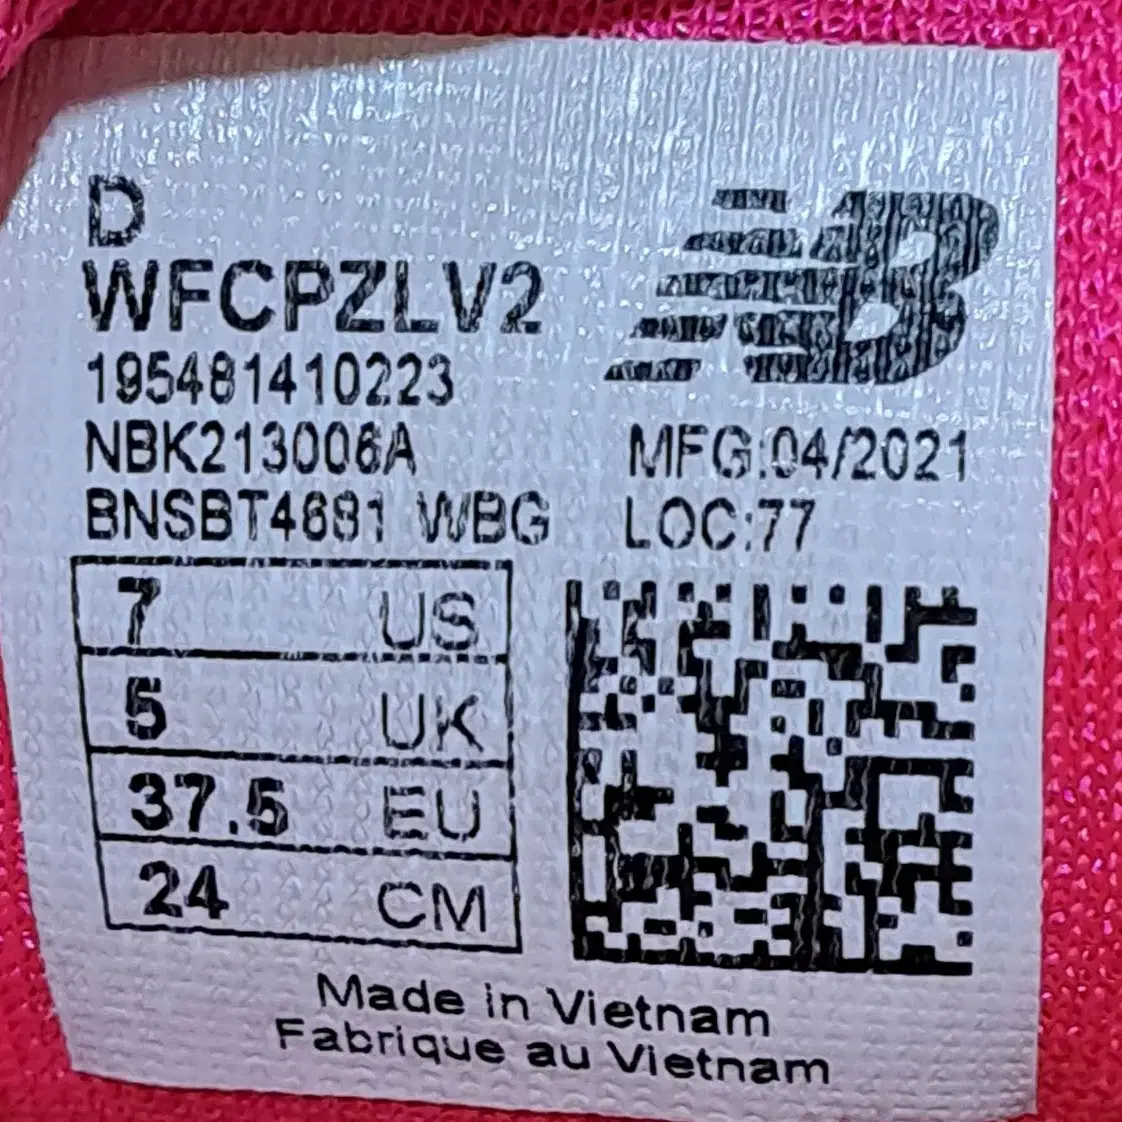 D
WFCPZLV2
195481410223
NBK213006A
MFG:04/2021
BNSBT4681 WBG
LOC:77
7 US
5 UK
37.5 EU
24 CM
Made in Vietnam
Fabrique au Vietnam